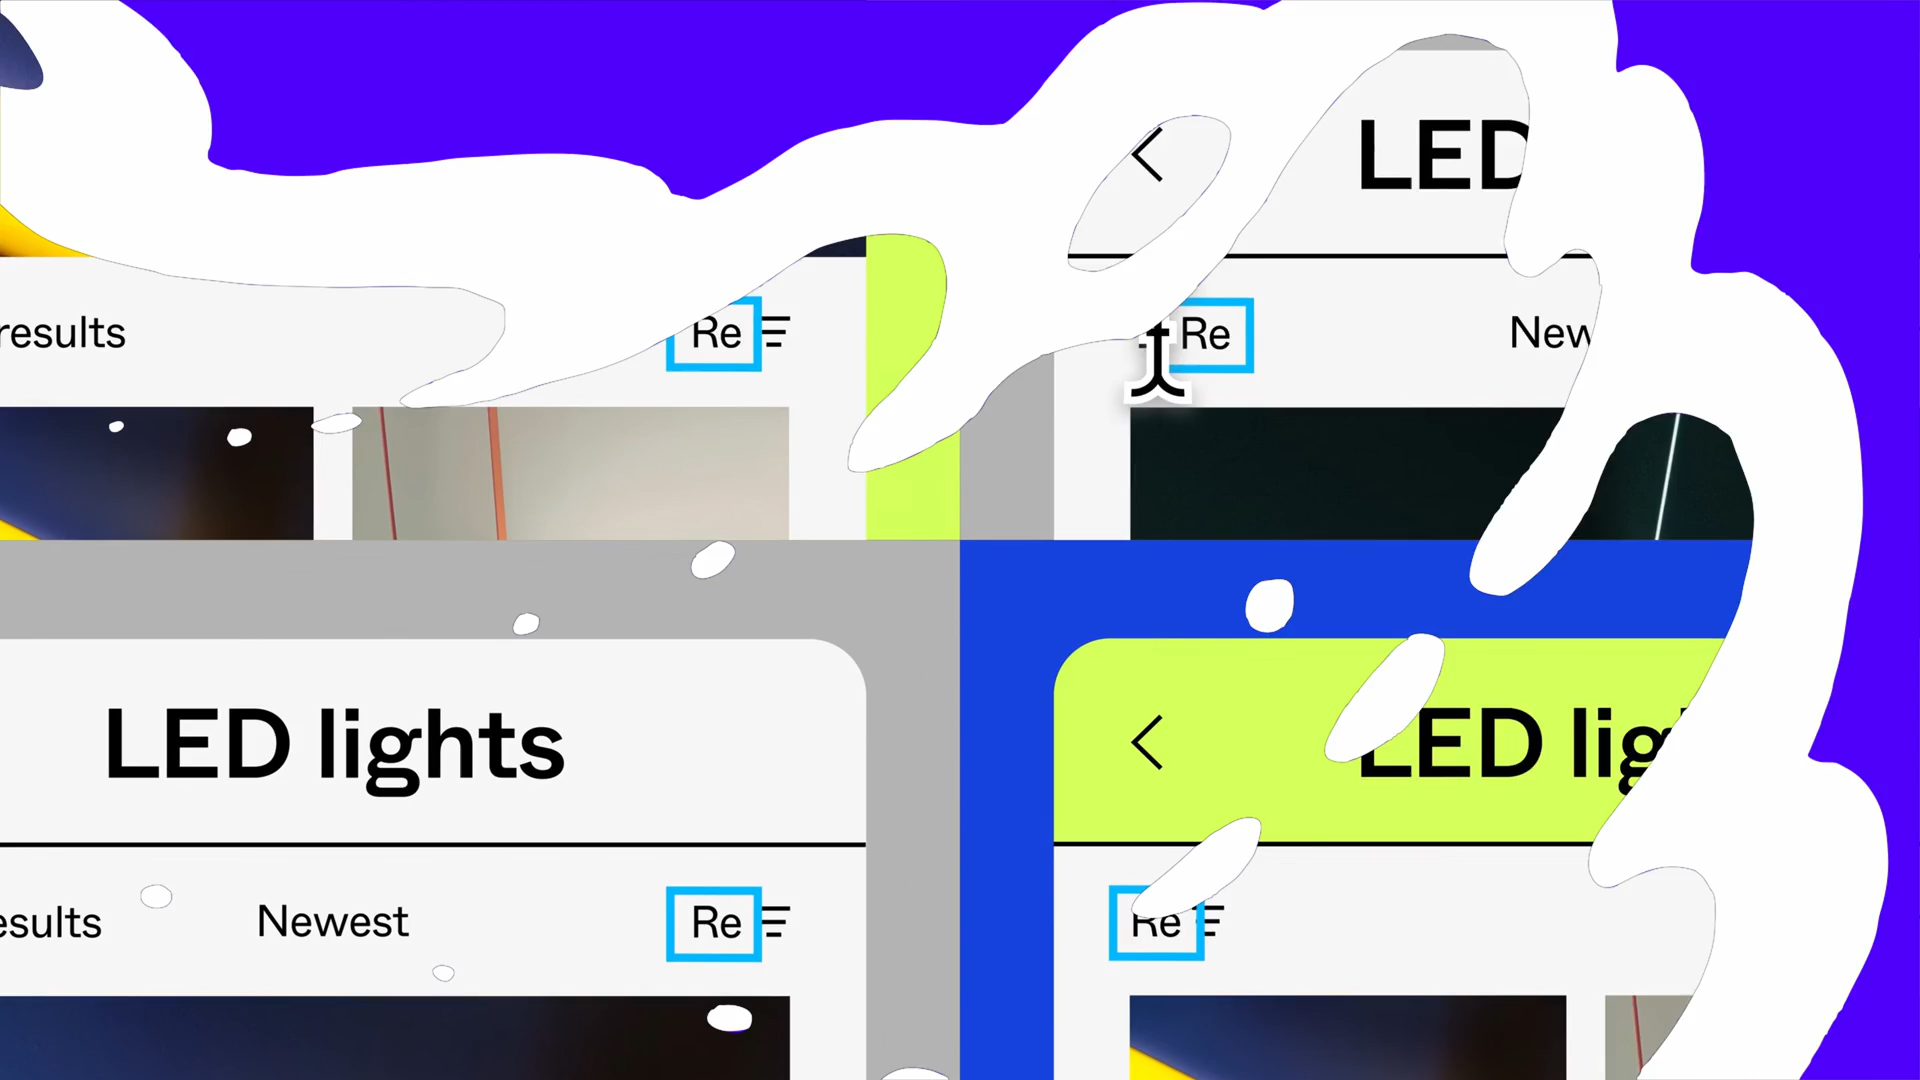 LED
results
Re
Re
New
LED lights
LED lig
esults
Newest
Re
Re